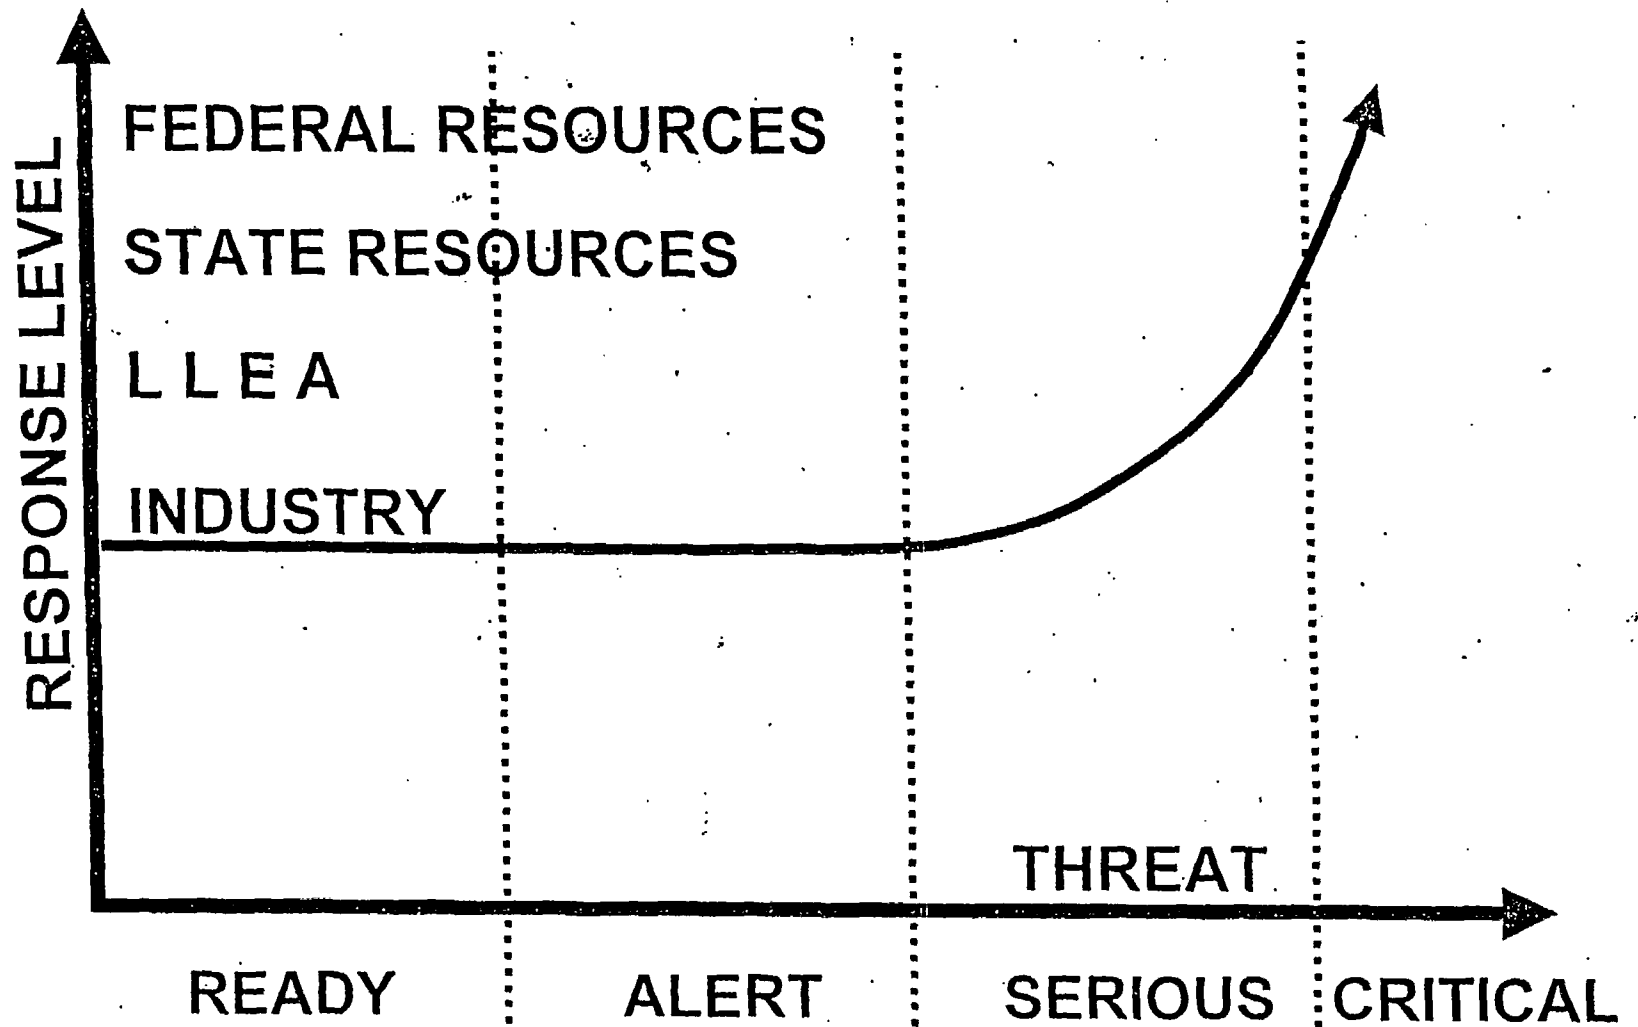 RESPONSE LEVEL
FEDERAL RESOURCES
STATE RESOURCES
L L E A
INDUSTRY
THREAT
READY
ALERT
SERIOUS
CRITICAL